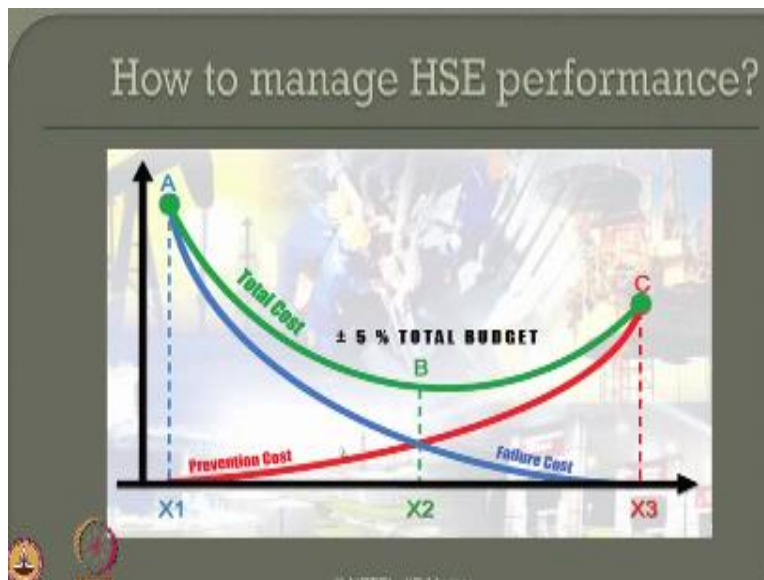 How to manage HSE performance?
A
C
Total Cost
± 5 % TOTAL BUDGET
B
Prevention Cost
Failure Cost
X1
X2
X3